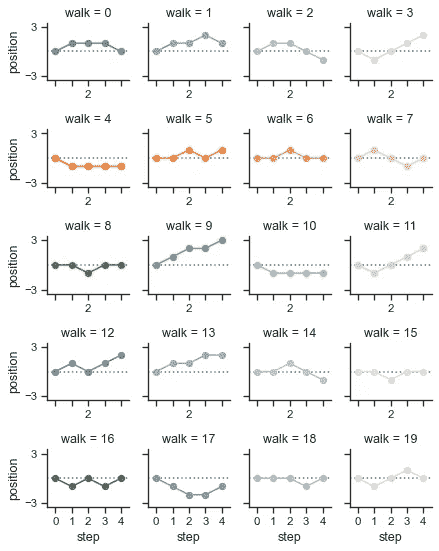 walk = 0 walk = 1 walk = 2 walk = 3
3
position
−3
2 2 2 2
walk = 4 walk = 5 walk = 6 walk = 7
3
position
−3
2 2 2 2
walk = 8 walk = 9 walk = 10 walk = 11
3
position
−3
2 2 2 2
walk = 12 walk = 13 walk = 14 walk = 15
3
position
−3
2 2 2 2
walk = 16 walk = 17 walk = 18 walk = 19
3
position
−3
0 1 2 3 4 0 1 2 3 4 0 1 2 3 4 0 1 2 3 4
step step step step